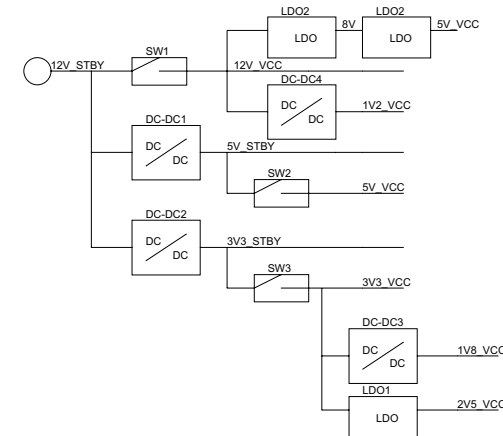 LDO2
LDO2
LDO
8V
LDO
5V_VCC
SW1
12V_STBY
12V_VCC
DC-DC4
DC
DC
1V2_VCC
DC-DC1
DC
DC
5V_STBY
SW2
5V_VCC
DC-DC2
DC
DC
3V3_STBY
SW3
3V3_VCC
DC-DC3
DC
DC
1V8_VCC
LDO1
LDO
2V5_VCC